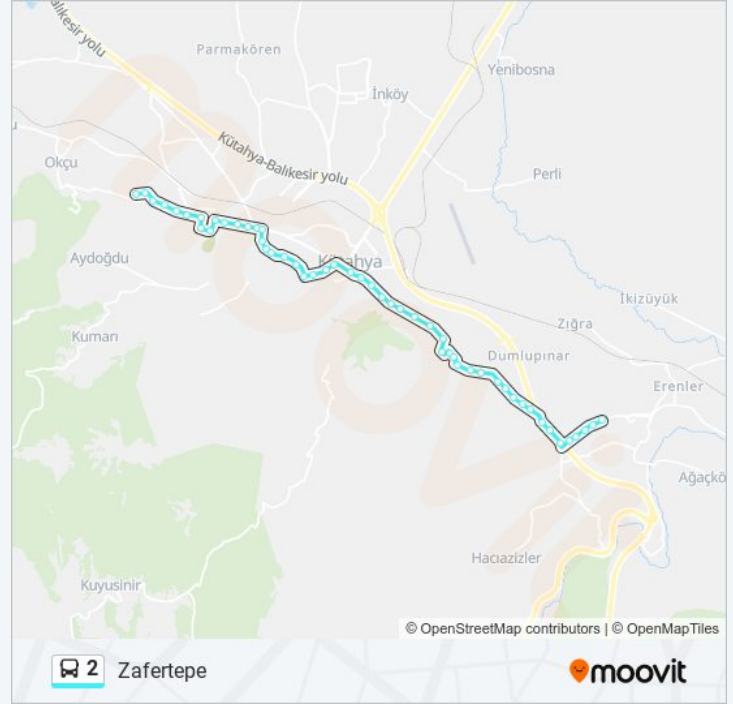 Balıkesir yolu
Parmakören
Yenibosna
İnköy
Kütahya-Balıkesir yolu
Okçu
Perli
Aydoğdu
Kütahya
İkizüyük
Zığra
Kumarı
Dumlupınar
Erenler
Ağaçkö
Hacıazizler
Kuyusinir
© OpenStreetMap contributors | © OpenMapTiles
2 Zafertepe
moovit